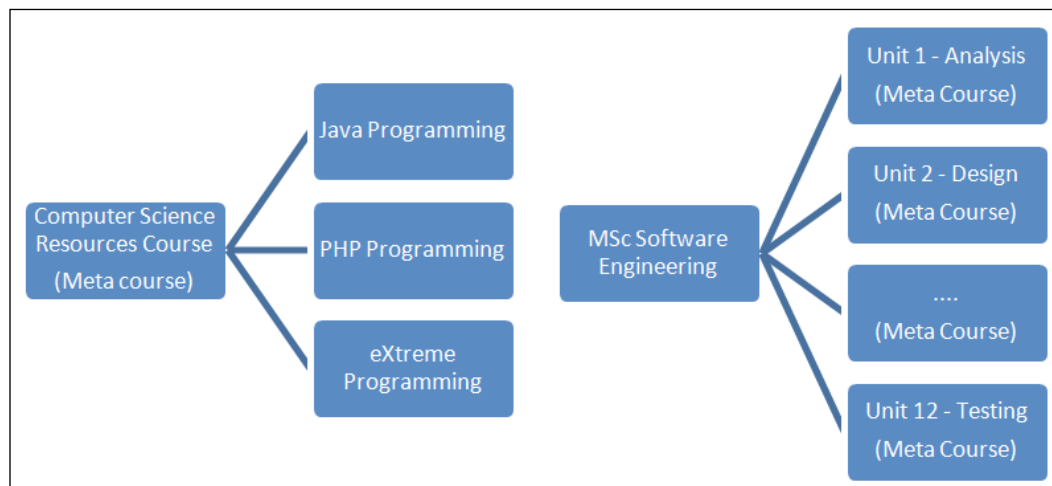 Computer Science
Resources Course
(Meta course)
Java Programming
PHP Programming
eXtreme
Programming
MSc Software
Engineering
Unit 1 - Analysis
(Meta Course)
Unit 2 - Design
(Meta Course)
....
(Meta Course)
Unit 12 - Testing
(Meta Course)